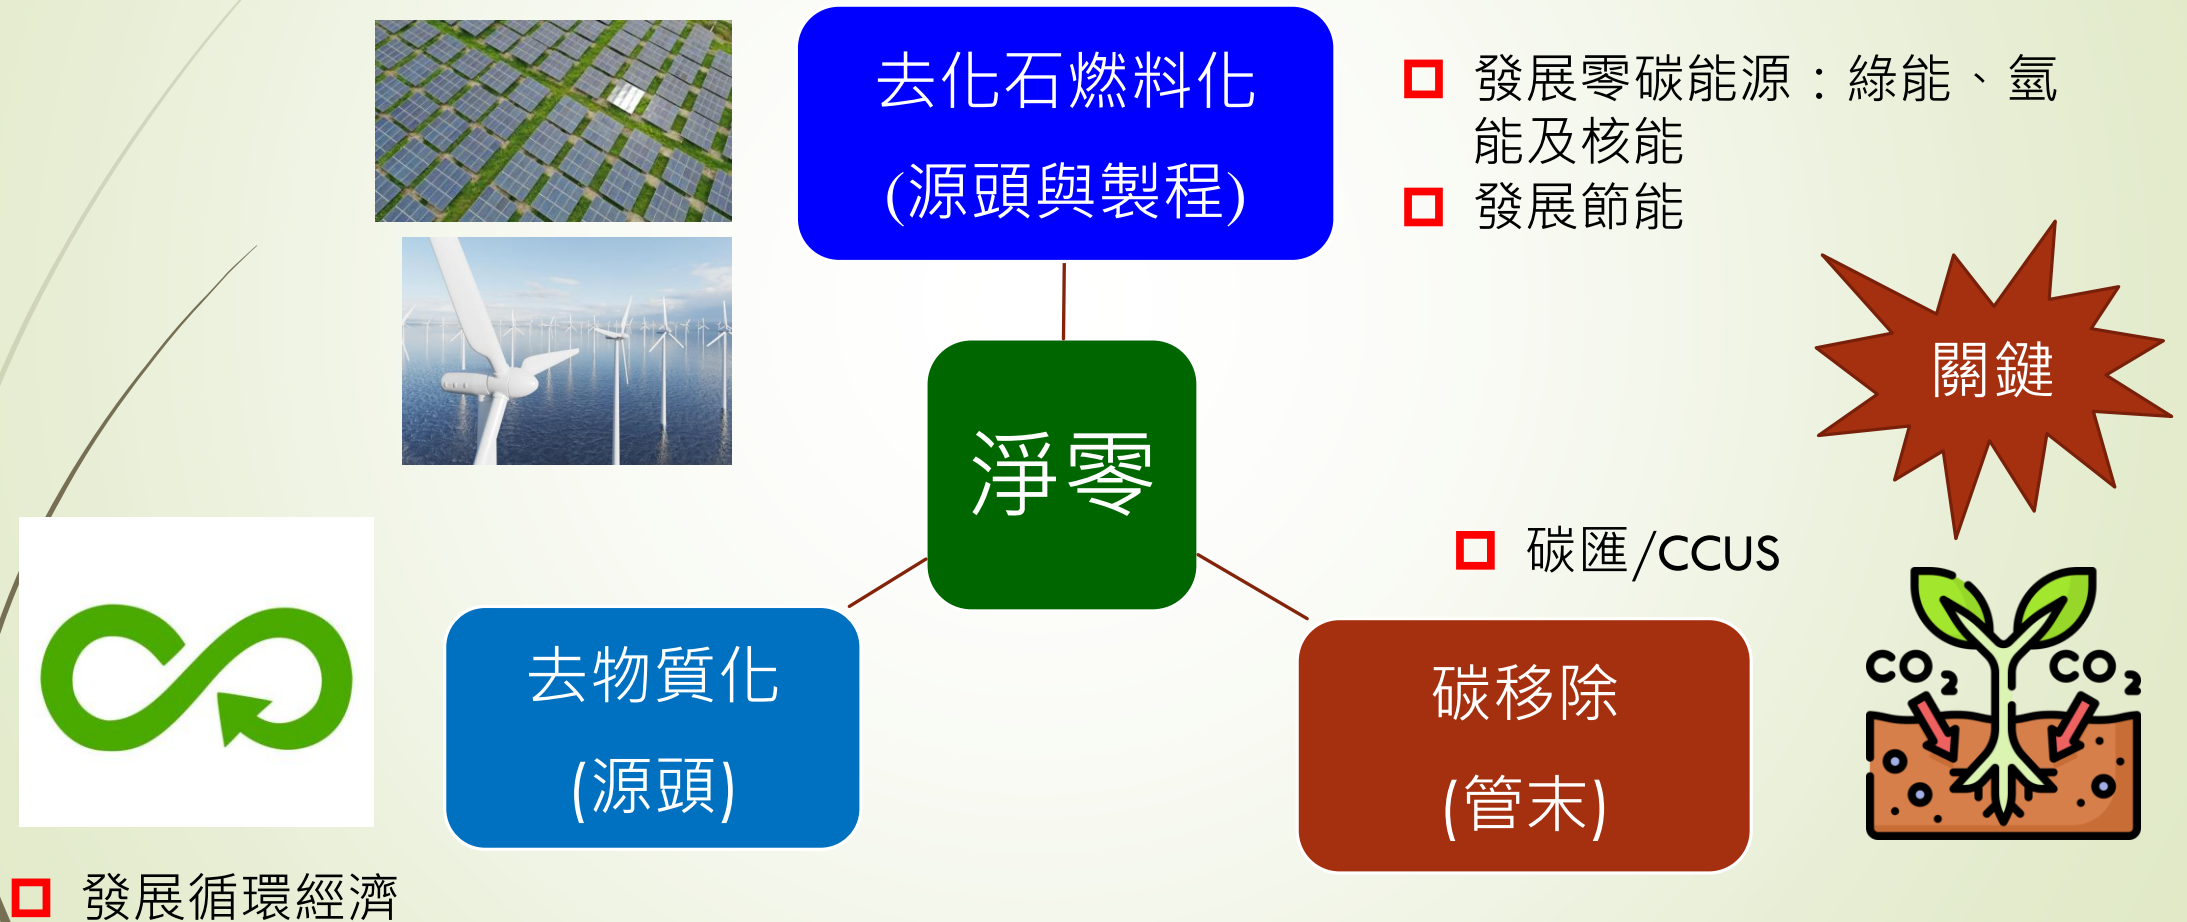 去化石燃料化
(源頭與製程)
發展零碳能源：綠能、氫
能及核能
發展節能
關鍵
淨零
碳匯/CCUS
去物質化
(源頭)
碳移除
(管末)
CO2 CO2
發展循環經濟